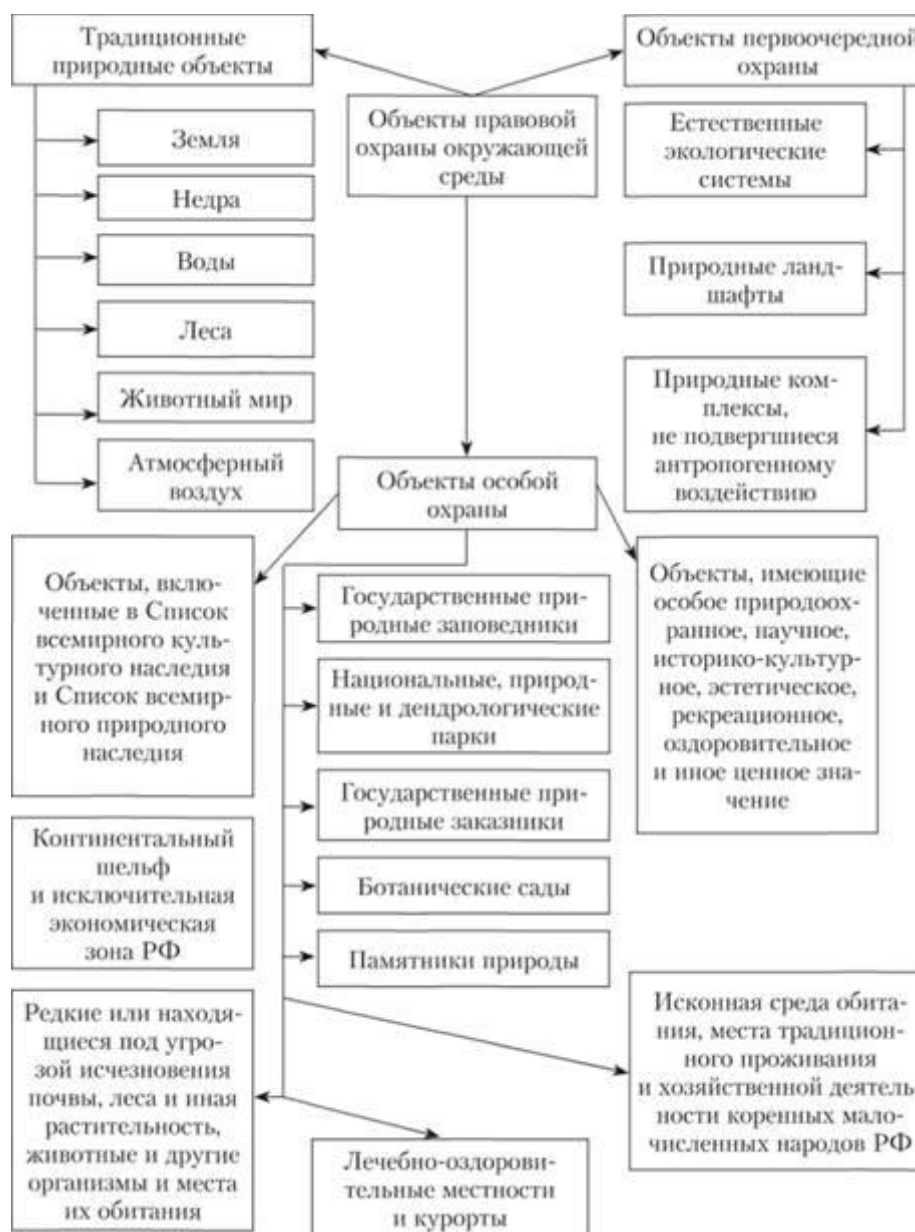 Традиционные
природные объекты
Объекты первоочередной
охраны
Объекты правовой
охраны окружающей
среды
Земля
Недра
Воды
Леса
Животный мир
Атмосферный
воздух
Естественные
экологические
системы
Природные ланд-
шафты
Природные ком-
плексы,
не подвергшиеся
антропогенному
воздействию
Объекты особой
охраны
Объекты, вклю-
ченные в Список
всемирного куль-
турного наследия
и Список всемир-
ного природного
наследия
Государственные при-
родные заповедники
Национальные, природ-
ные и дендрологические
парки
Государственные при-
родные заказники
Ботанические сады
Памятники природы
Объекты, имеющие
особое природоох-
ранное, научное,
историко-культур-
ное, эстетическое,
рекреационное,
оздоровительное
и иное ценное зна-
чение
Континентальный
шельф
и исключительная
экономическая
зона РФ
Редкие или находя-
щиеся под угро-
зой исчезновения
почвы, леса и иная
растительность,
животные и другие
организмы и места
их обитания
Лечебно-оздорови-
тельные местности
и курорты
Исконная среда обита-
ния, места традицион-
ного проживания
и хозяйственной деятель-
ности коренных мало-
численных народов РФ